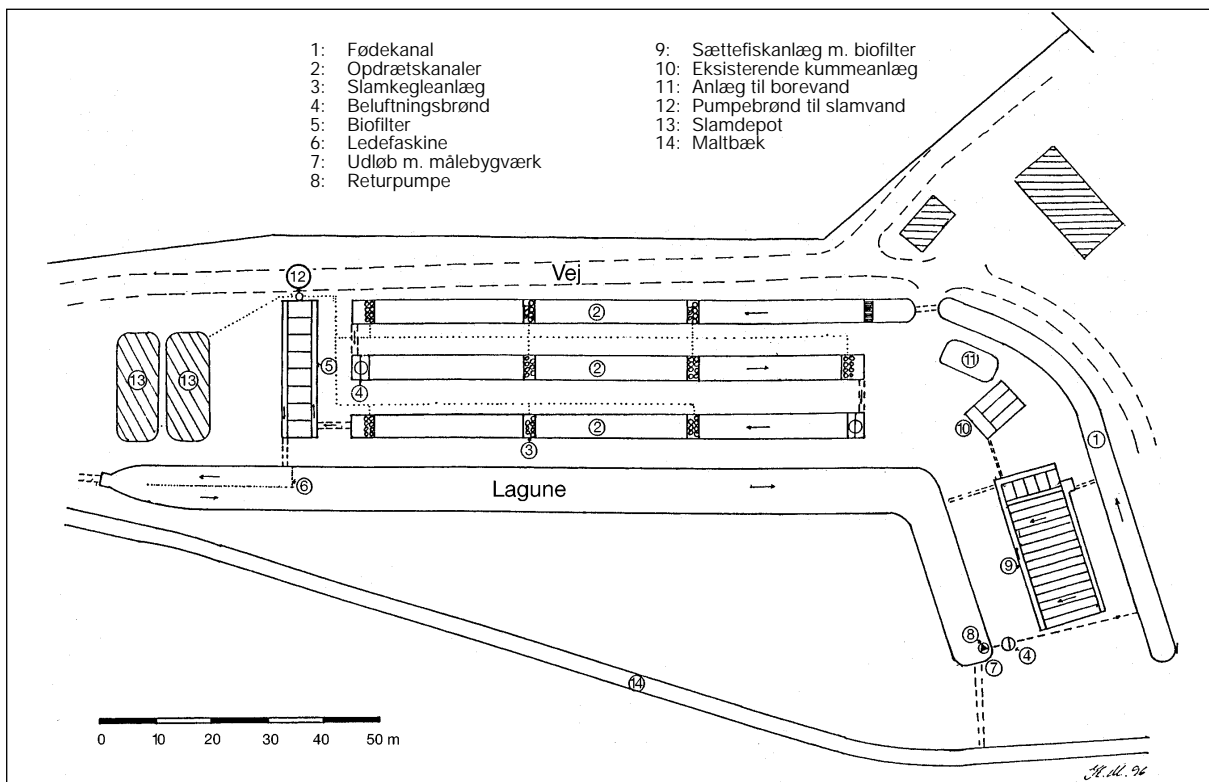 1: Fødekanal
2: Opdrætskanaler
3: Slamkegleanlæg
4: Beluftningsbrønd
5: Biofilter
6: Ledefaskine
7: Udløb m. målebygværk
8: Returpumpe
9: Sættefiskanlæg m. biofilter
10: Eksisterende kummeanlæg
11: Anlæg til borevand
12: Pumpebrønd til slamvand
13: Slamdepot
14: Maltbæk
12
Vej
2
11
13 13
5
2
4
10
1
2
3
6
Lagune
9
8
4
7
14
0 10 20 30 40 50 m